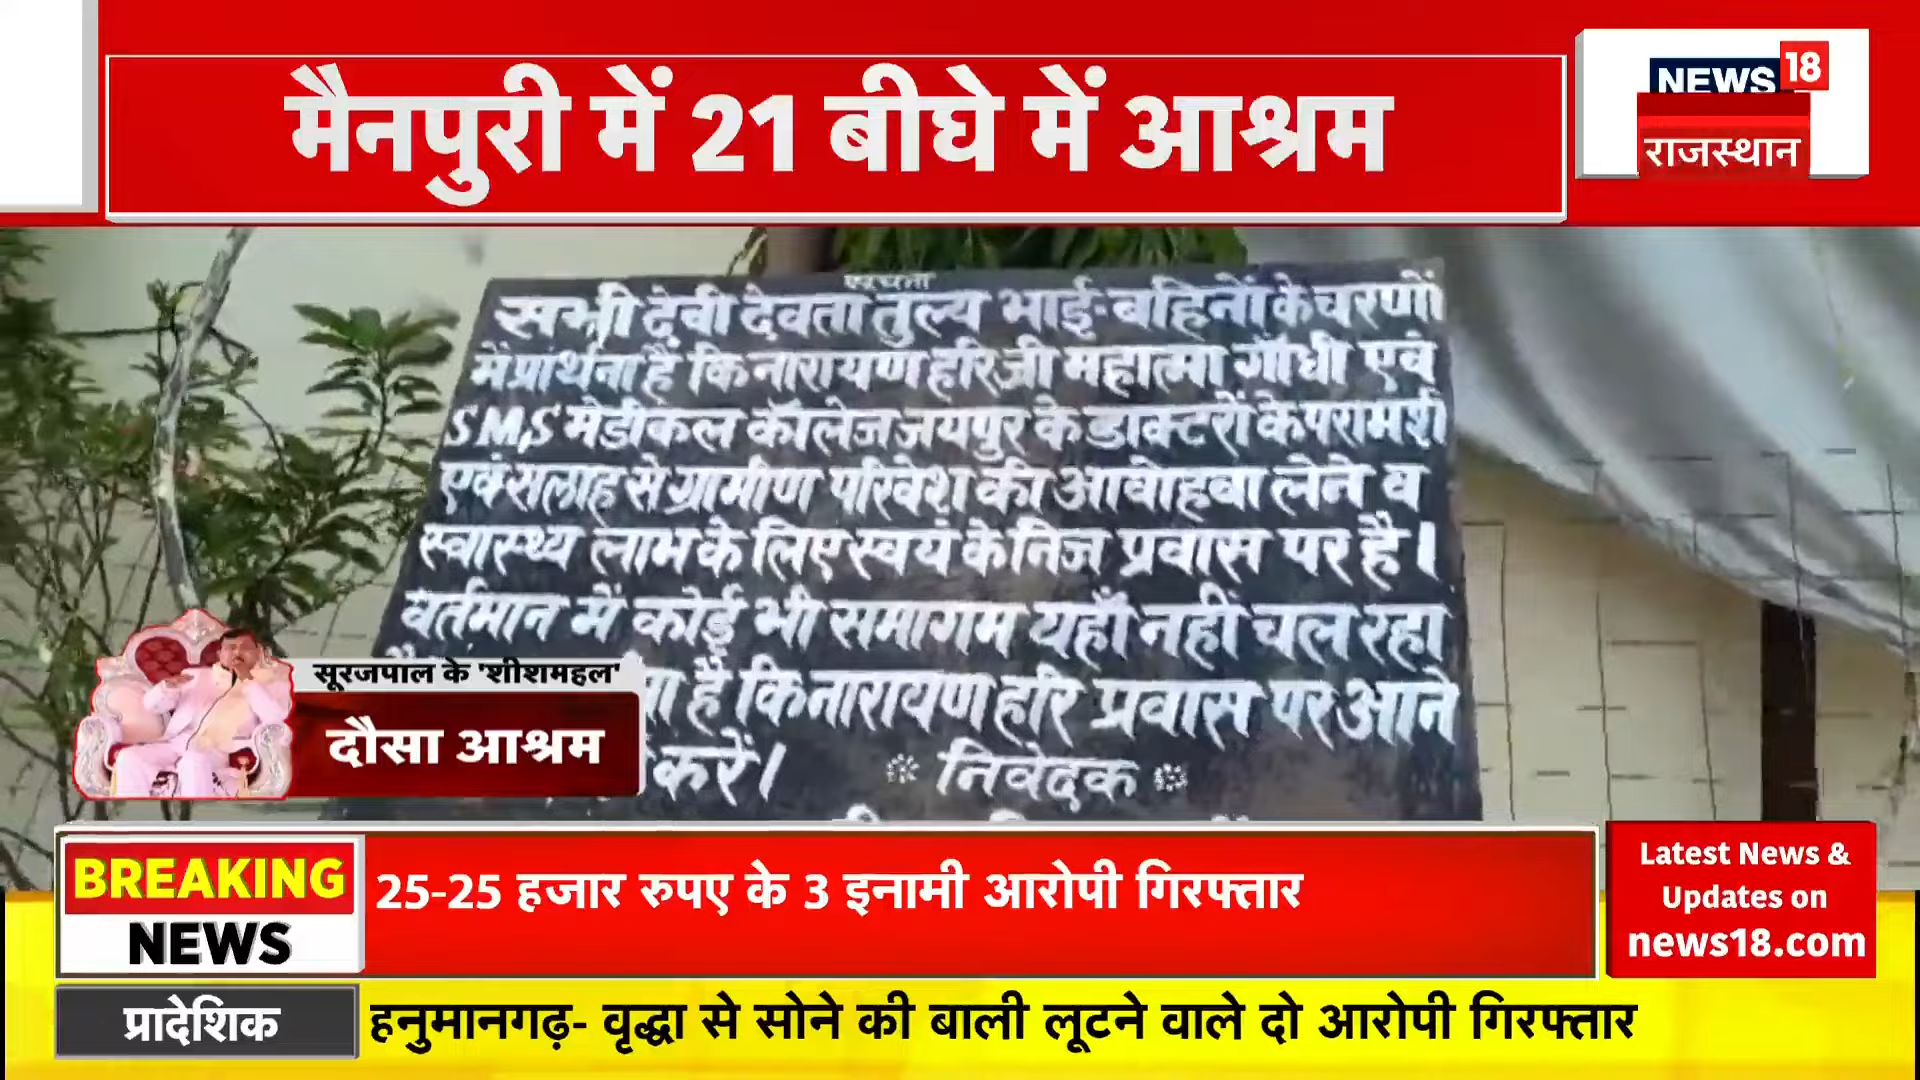 मैनपुरी में 21 बीघे में आश्रम
NEWS 18
राजस्थान
सभी देवी देवता तुल्य भाई-बहिनों के चरणों
में प्रार्थना है कि नारायण हरि जी महात्मा गाँधी एवं
SMS मेडीकल कॉलेज जयपुर के डाक्टरों के परामर्श
एवं सलाह से ग्रामीण परिवेश की आवोहवा लेने व
स्वास्थ्य लाभ के लिए स्वयं के निज प्रवास पर है।
वर्तमान में कोई भी समागम यहाँ नहीं चल रहा
है कि नारायण हरि प्रवास पर आने
करें। निवेदक
सूरजपाल के 'शीशमहल'
दौसा आश्रम
BREAKING
NEWS
25-25 हजार रुपए के 3 इनामी आरोपी गिरफ्तार
Latest News &
Updates on
news18.com
प्रादेशिक
हनुमानगढ़- वृद्धा से सोने की बाली लूटने वाले दो आरोपी गिरफ्तार